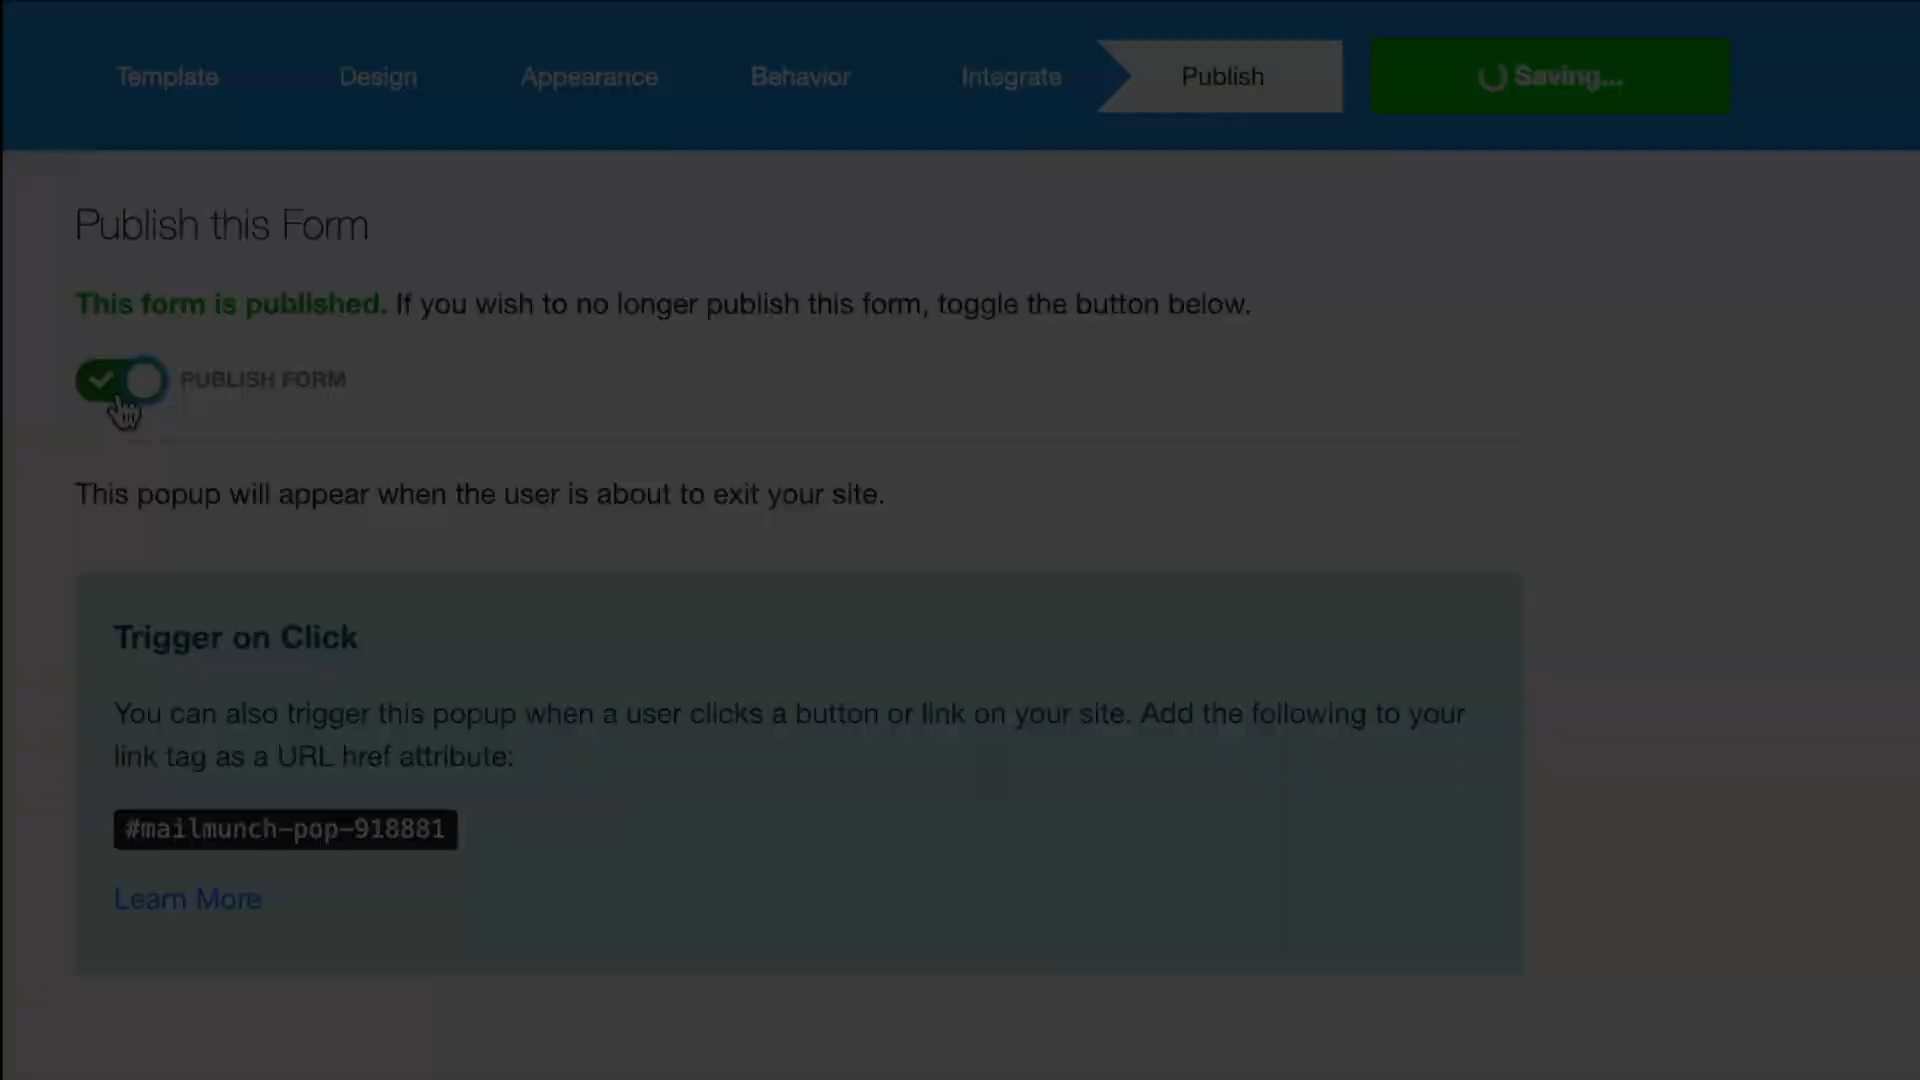 Template Design Appearance Behavior Integrate Publish Saving...
Publish this Form
This form is published. If you wish to no longer publish this form, toggle the button below.
PUBLISH FORM
This popup will appear when the user is about to exit your site.
Trigger on Click
You can also trigger this popup when a user clicks a button or link on your site. Add the following to your
link tag as a URL href attribute:
#mailmunch-pop-918881
Learn More